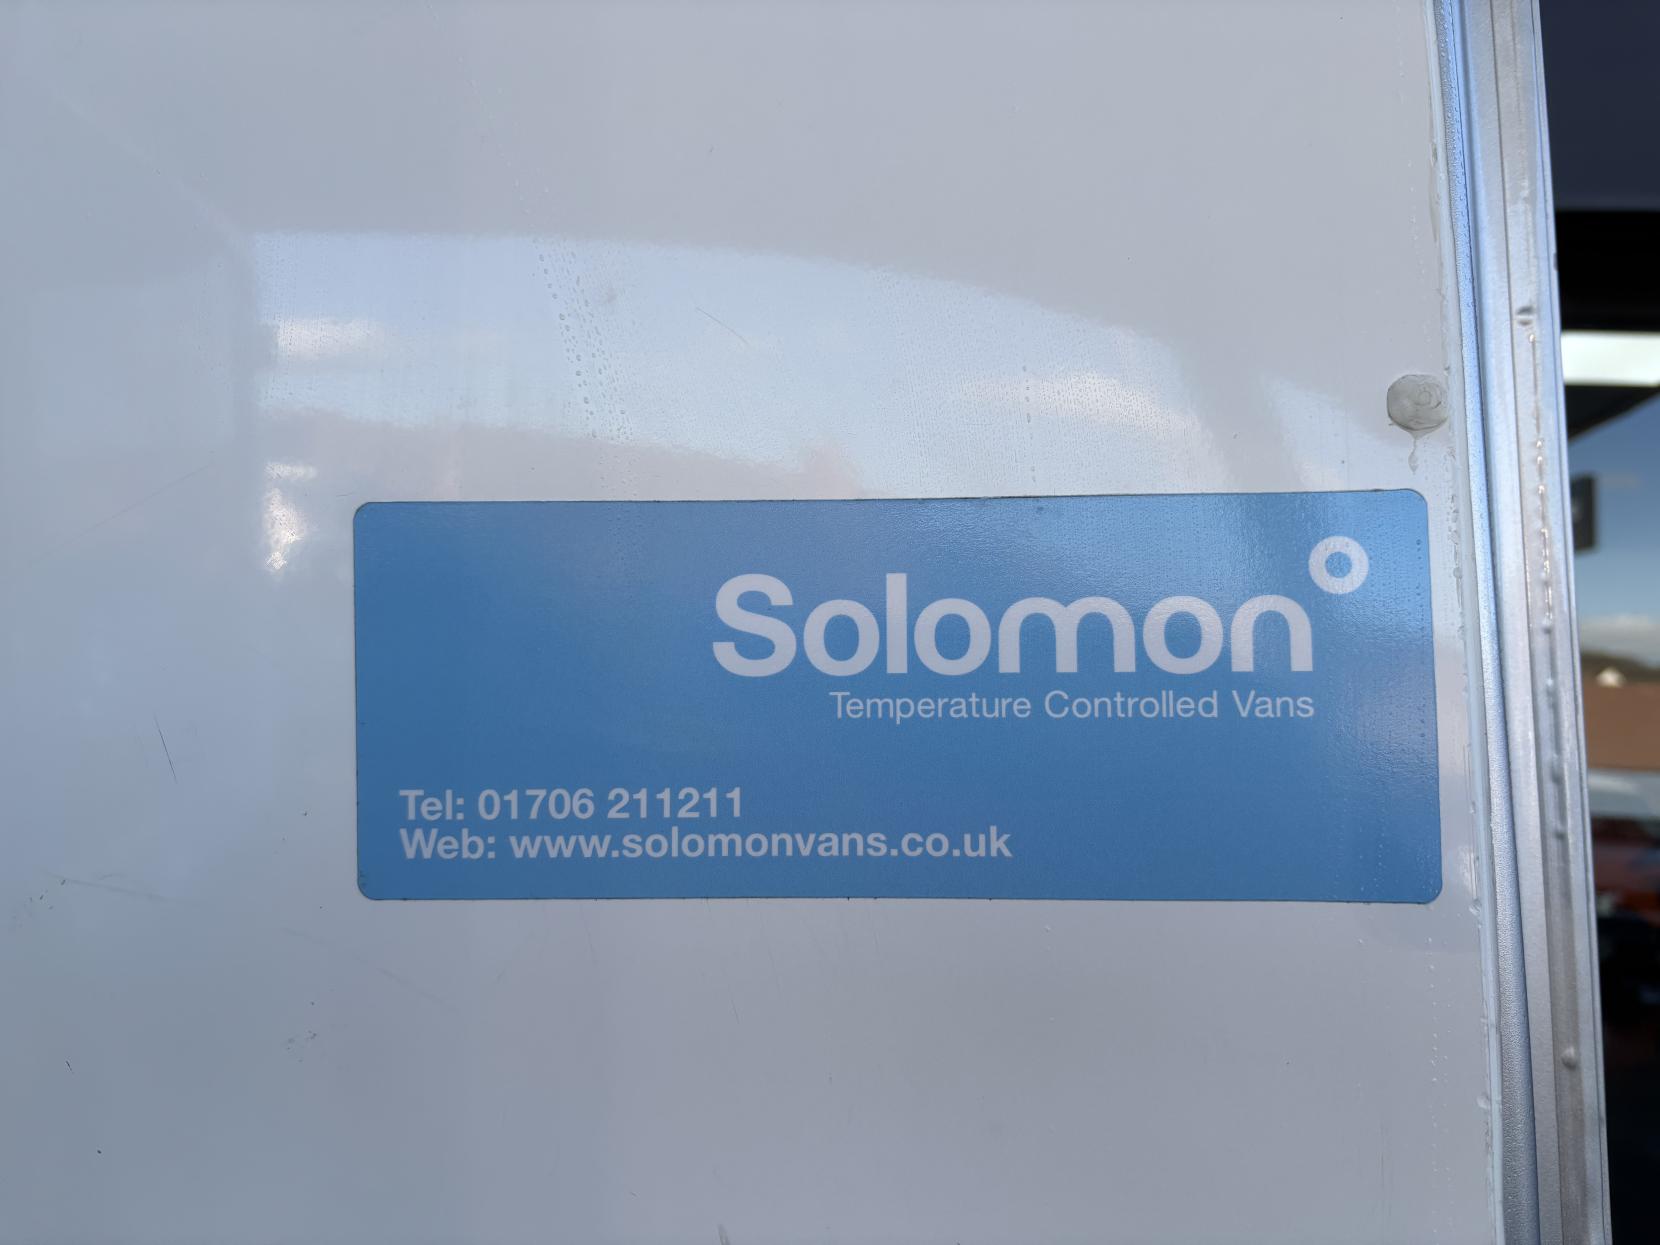 Solomon°
Temperature Controlled Vans
Tel: 01706 211211
Web: www.solomonvans.co.uk